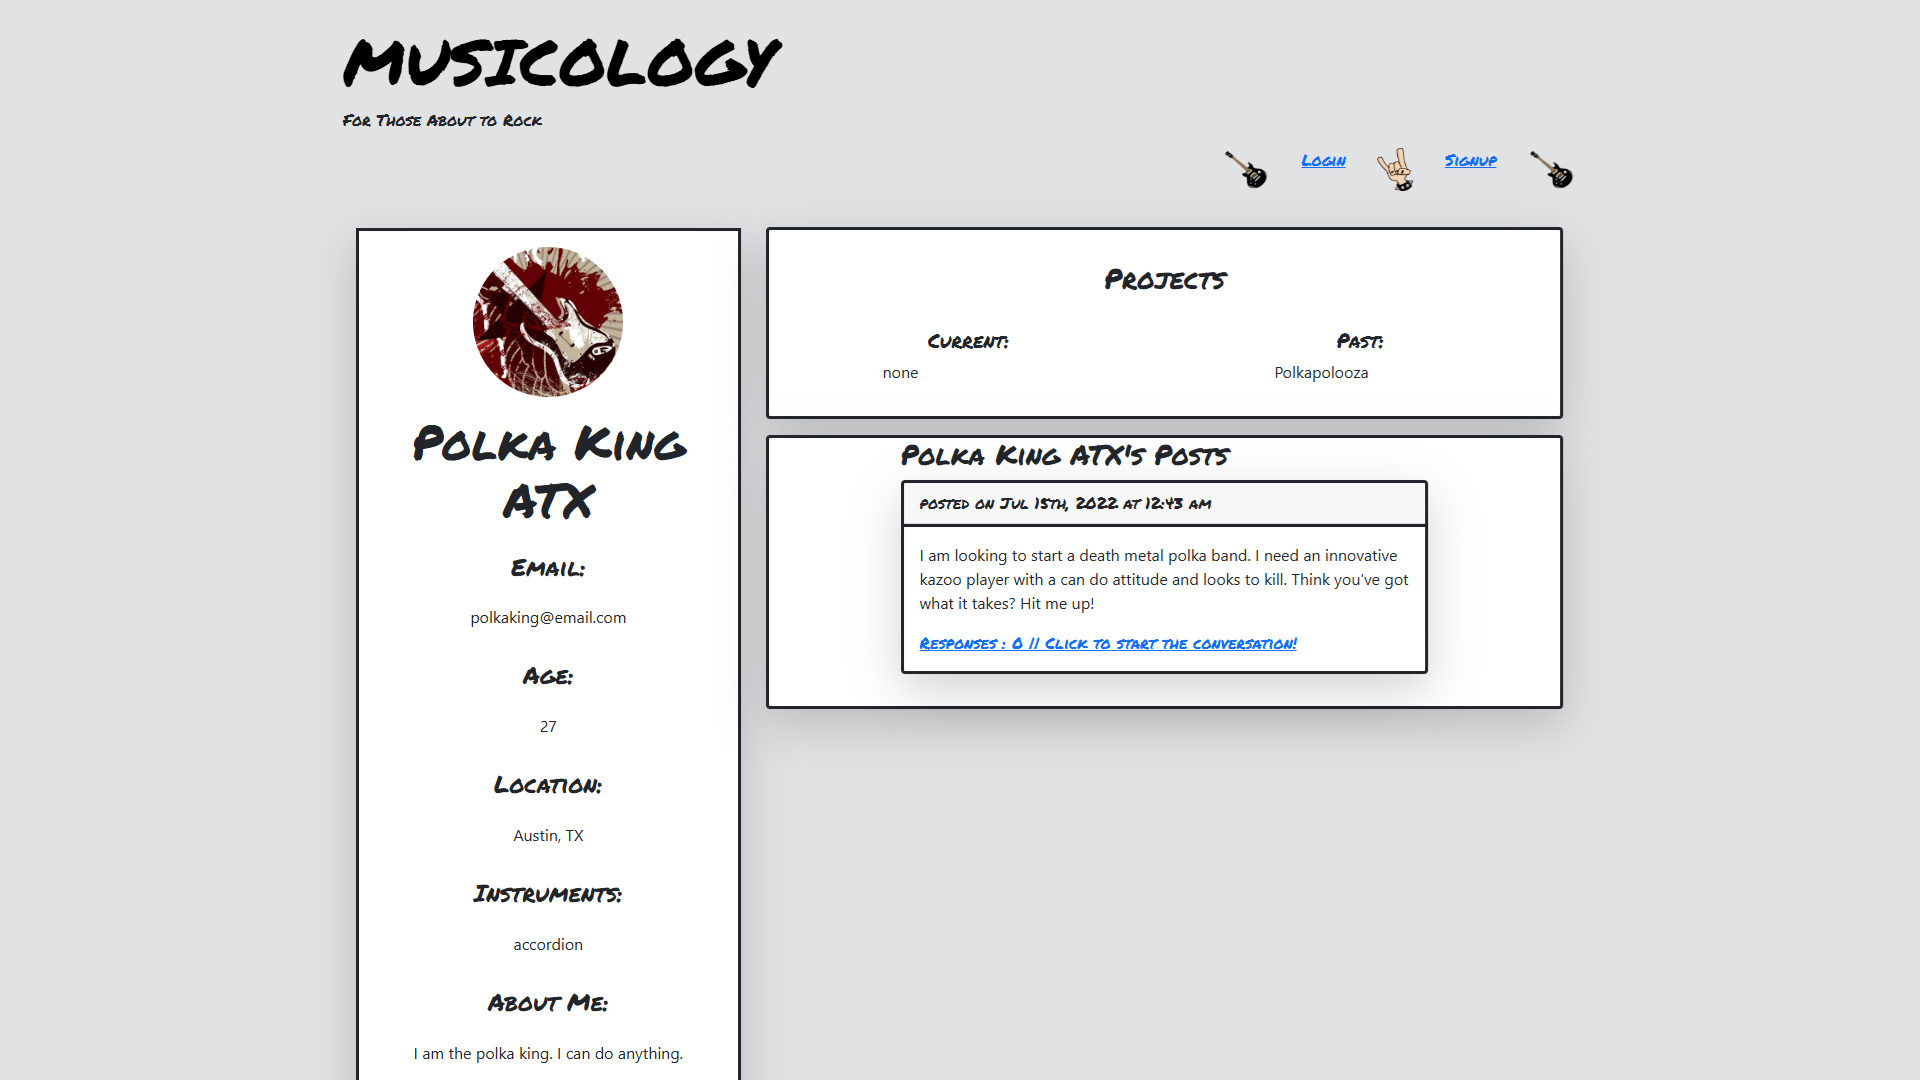 MUSICOLOGY
For Those About to Rock
Login
Signup
Polka King
ATX
Email:
polkaking@email.com
Age:
27
Location:
Austin, TX
Instruments:
accordion
About Me:
I am the polka king. I can do anything.
Projects
Current:
none
Past:
Polkapolooza
Polka King ATX's Posts
posted on Jul 15th, 2022 at 12:43 am
I am looking to start a death metal polka band. I need an innovative
kazoo player with a can do attitude and looks to kill. Think you've got
what it takes? Hit me up!
Responses : 0 || Click to start the conversation!